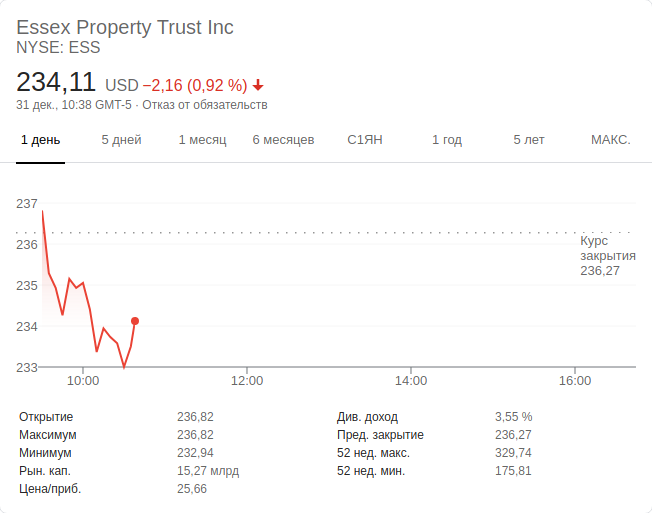 Essex Property Trust Inc
NYSE: ESS
234,11 USD −2,16 (0,92 %)
31 дек., 10:38 GMT-5 · Отказ от обязательств
1 день 5 дней 1 месяц 6 месяцев С1ЯН 1 год 5 лет МАКС.
237
236
235
234
233
Курс
закрытия
236,27
10:00 12:00 14:00 16:00
Открытие 236,82 Див. доход 3,55 %
Максимум 236,82 Пред. закрытие 236,27
Минимум 232,94 52 нед. макс. 329,74
Рын. кап. 15,27 млрд 52 нед. мин. 175,81
Цена/приб. 25,66